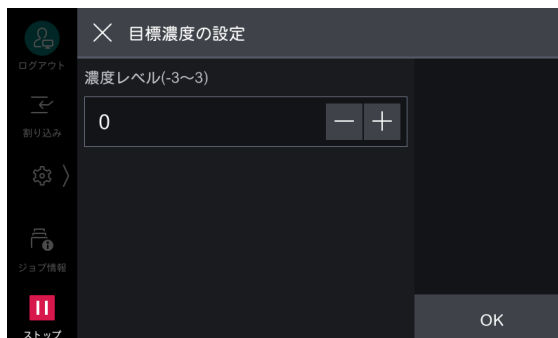 目標濃度の設定
ログアウト
濃度レベル(-3〜3)
0
割り込み
ジョブ情報
OK
ストップ